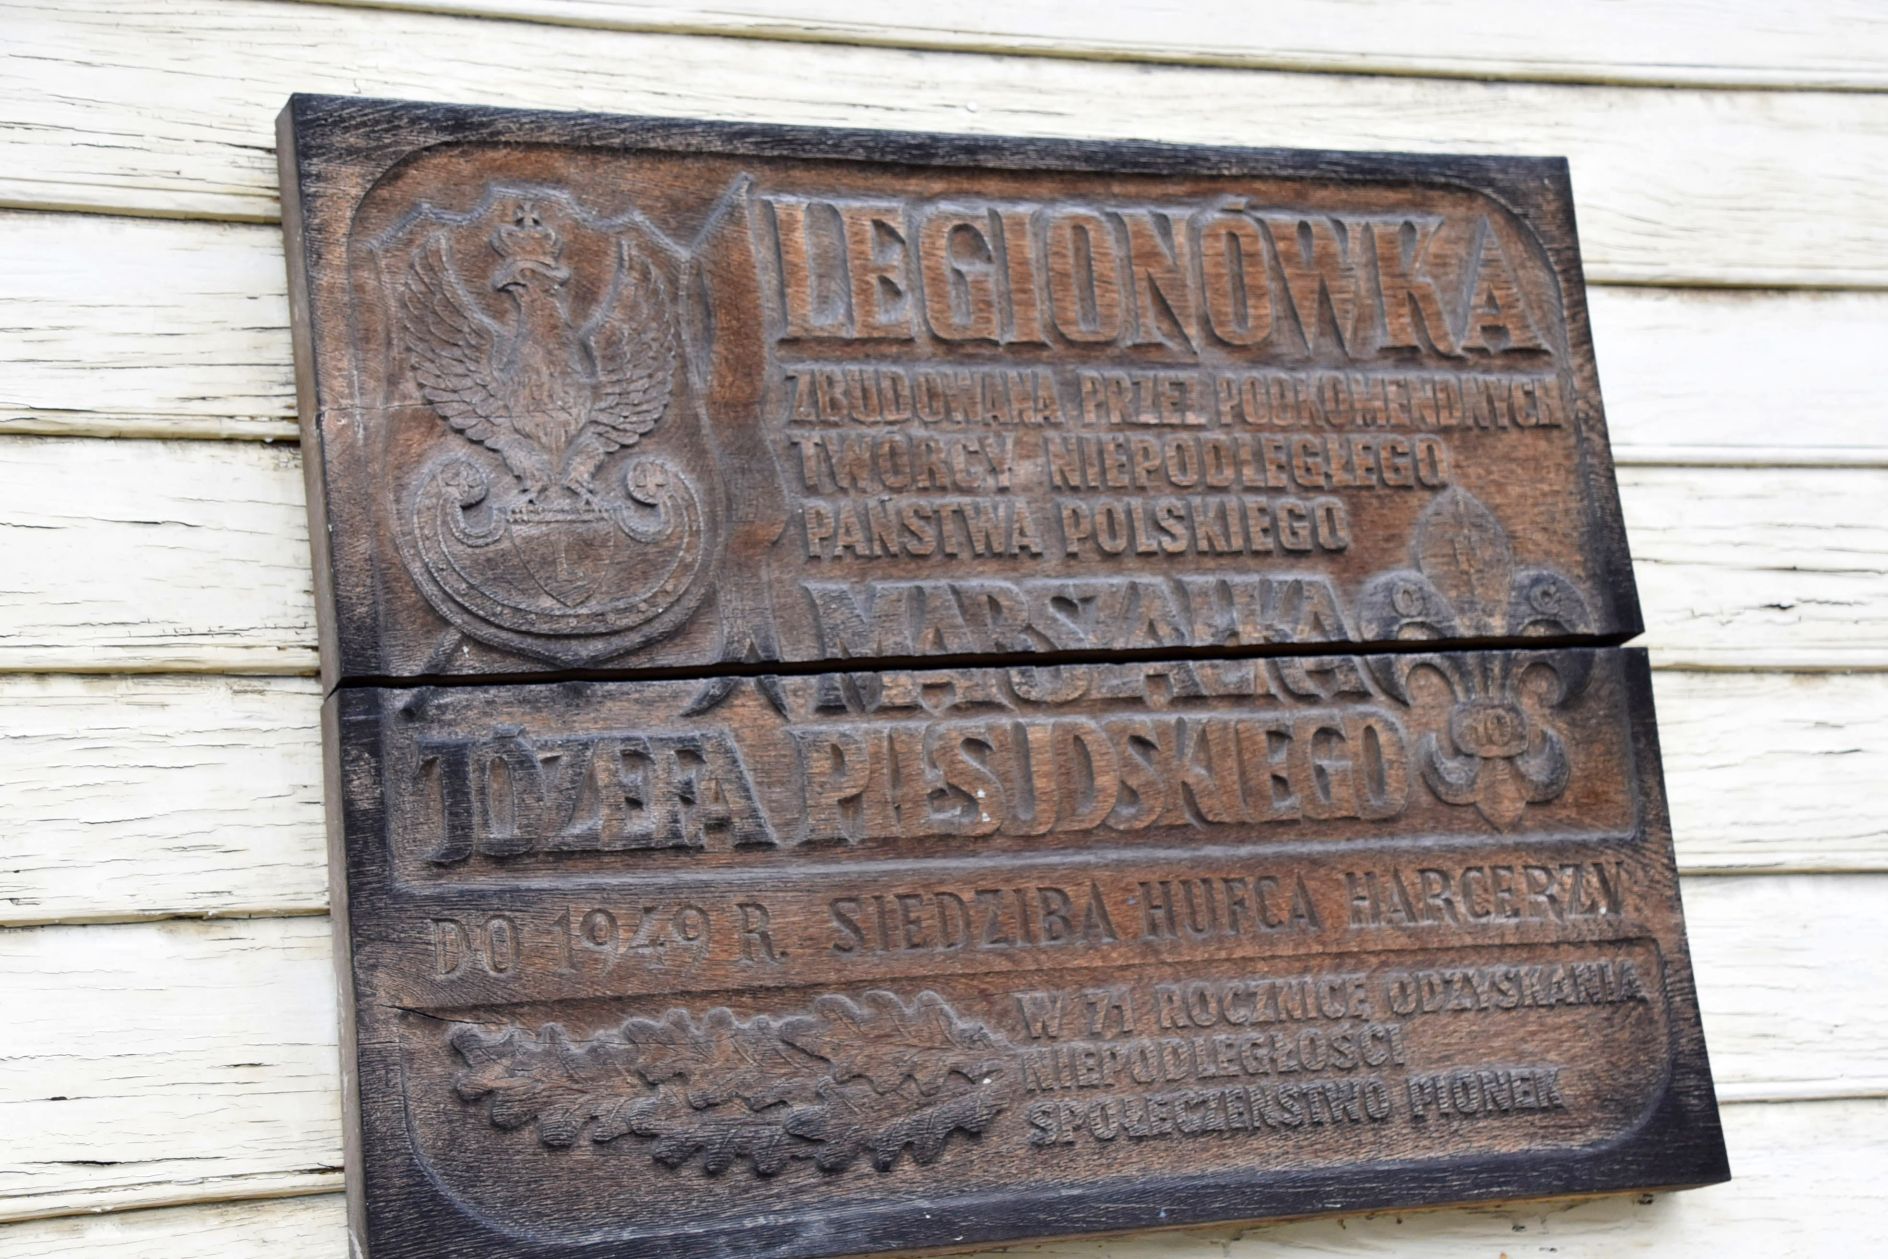 LEGIONÓWKA
ZBUDOWANA PRZEZ PODKOMENDNYCH
TWÓRCY NIEPODLEGŁEGO
PAŃSTWA POLSKIEGO
MARSZAŁKA
JÓZEFA PIŁSUDSKIEGO
DO 1949 R. SIEDZIBA HUFCA HARCERZY
W 71 ROCZNICĘ ODZYSKANIA
NIEPODLEGŁOŚCI
SPOŁECZEŃSTWO PIONEK
L